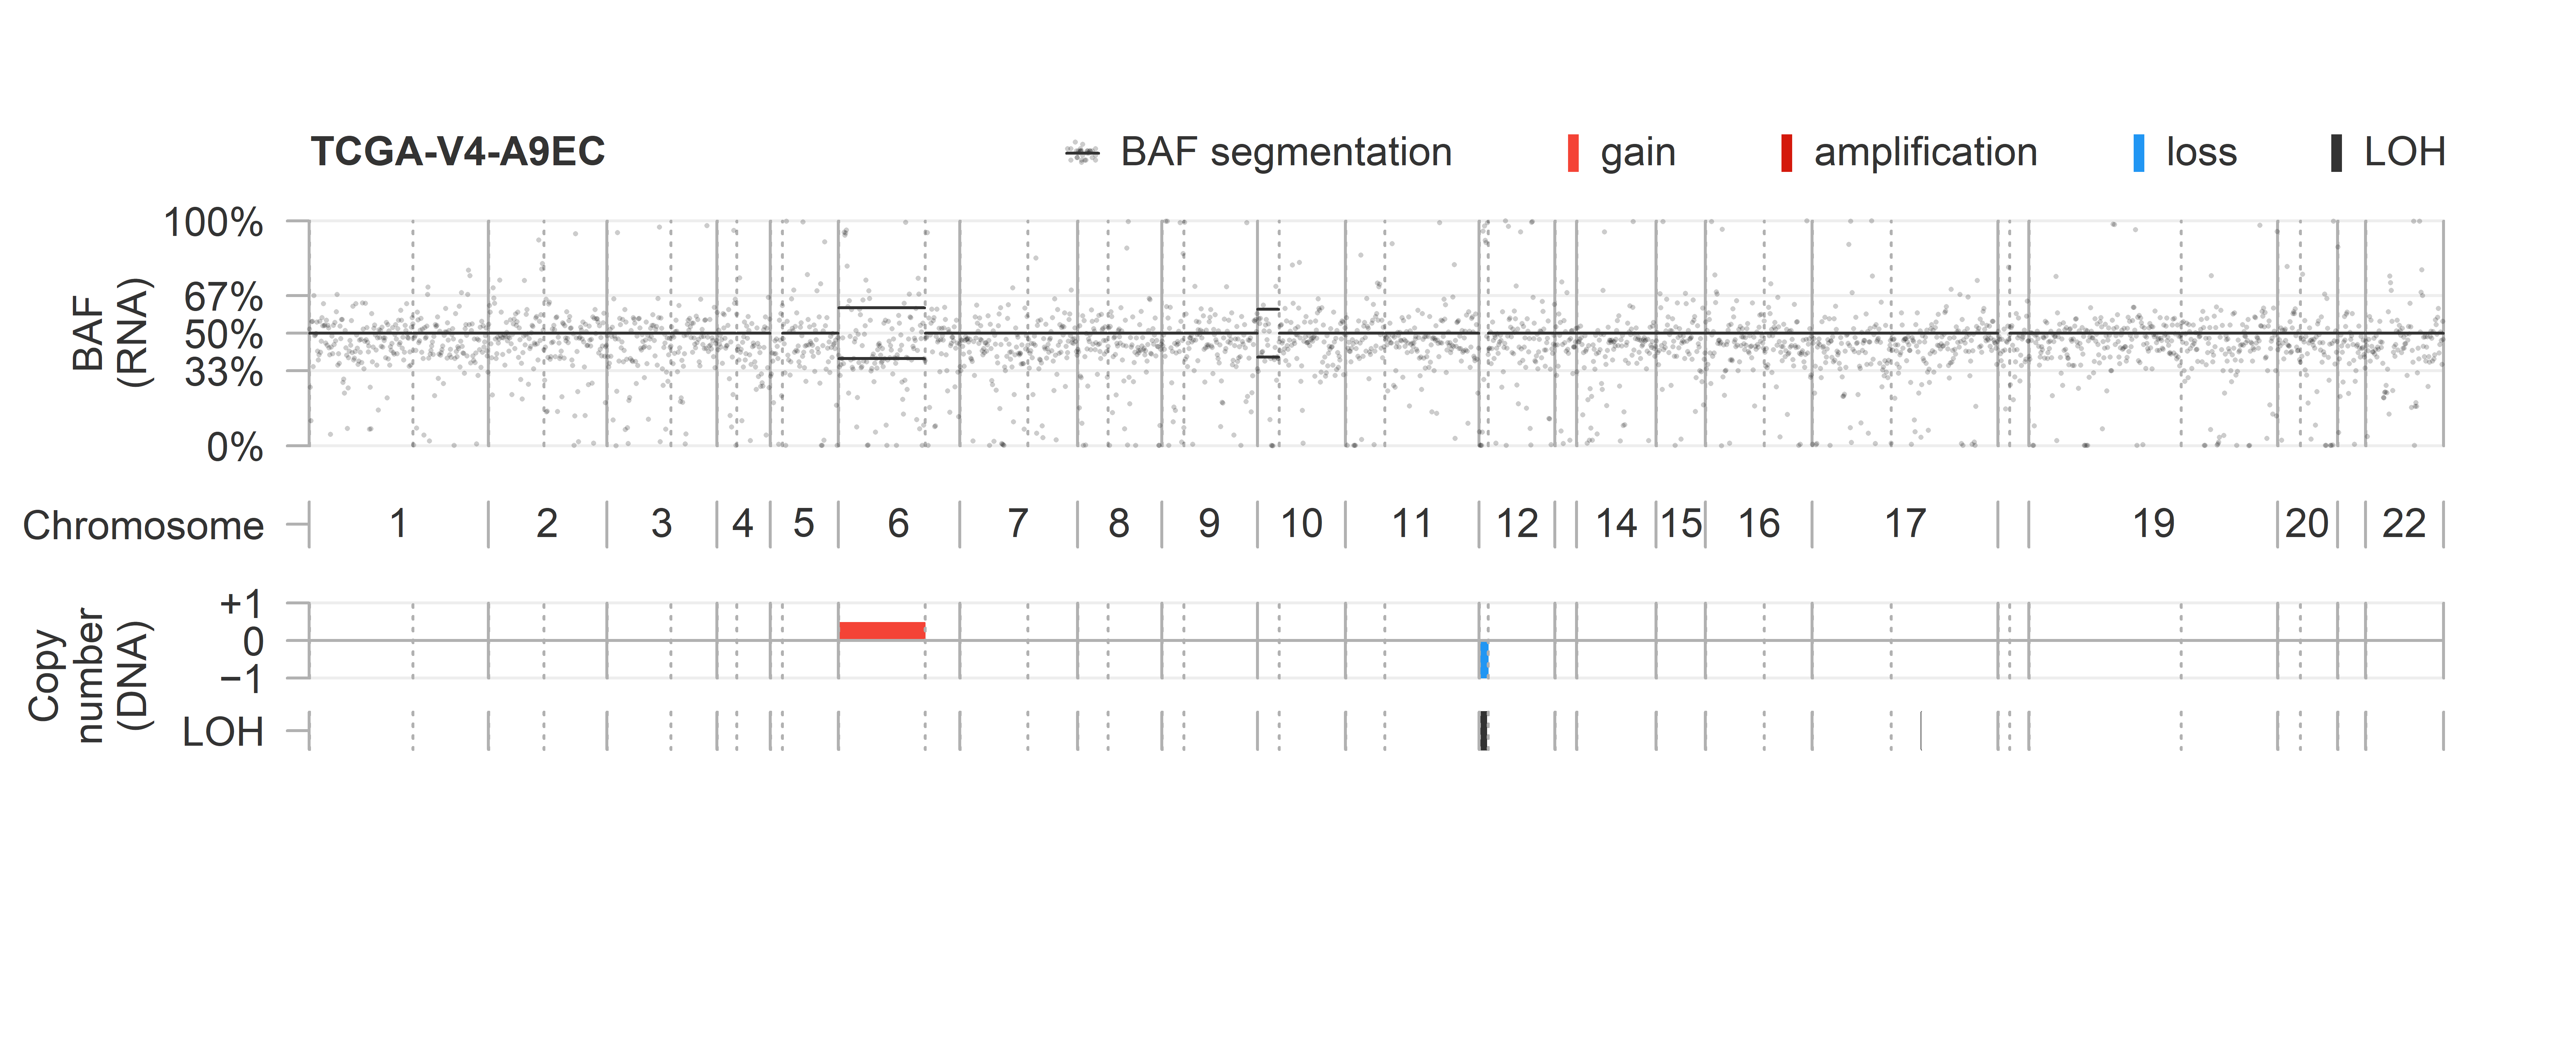 TCGA-V4-A9EC
BAF segmentation
gain
amplification
loss
LOH
BAF
(RNA)
100%
67%
50%
33%
0%
Chromosome
1 2 3 4 5 6 7 8 9 10 11 12 14 15 16 17 19 20 22
Copy
number
(DNA)
+1
0
−1
LOH